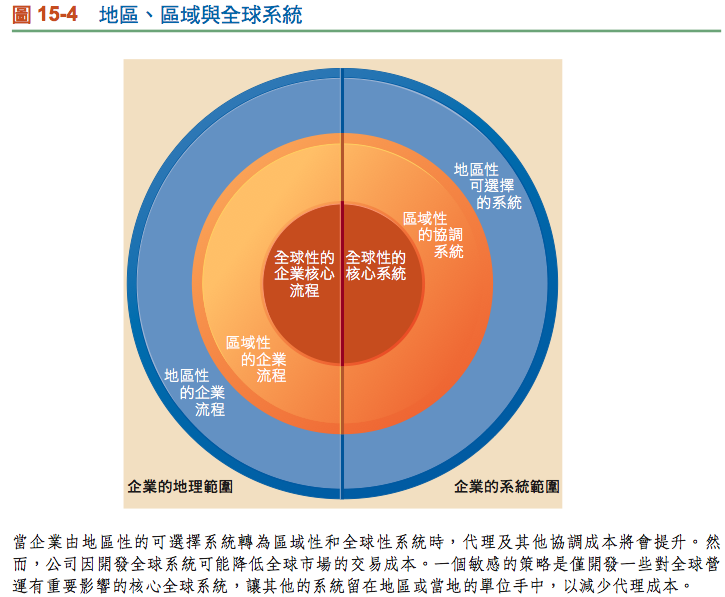 圖 15-4 地區、區域與全球系統
地區性
可選擇
的系統
區域性
的協調
系統
全球性的
企業核心
流程
全球性的
核心系統
區域性
的企業
流程
地區性
的企業
流程
企業的地理範圍
企業的系統範圍
當企業由地區性的可選擇系統轉為區域性和全球性系統時，代理及其他協調成本將會提升。然
而，公司因開發全球系統可能降低全球市場的交易成本。一個敏感的策略是僅開發一些對全球營
運有重要影響的核心全球系統，讓其他的系統留在地區或當地的單位手中，以減少代理成本。